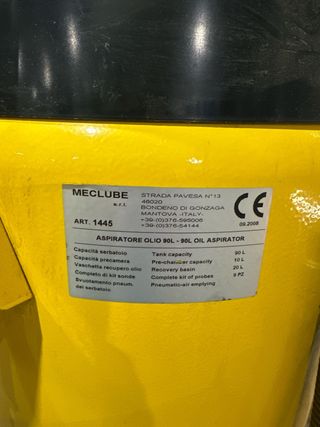 MECLUBE
s.r.l.
STRADA PAVESA N°13
46020
BONDENO DI GONZAGA
MANTOVA -ITALY-
+39-(0)376-595006
+39-(0)376-54144
CE
09.2008
ART. 1445
ASPIRATORE OLIO 90L - 90L OIL ASPIRATOR
Capacità serbatoio Tank capacity 90 L
Capacità precamera Pre-chamber capacity 10 L
Vaschetta recupero olio Recovery basin 20 L
Completo di kit sonde Complete kit of probes 9 PZ
Svuotamento pneum. Pneumatic-air emptying
del serbatoio